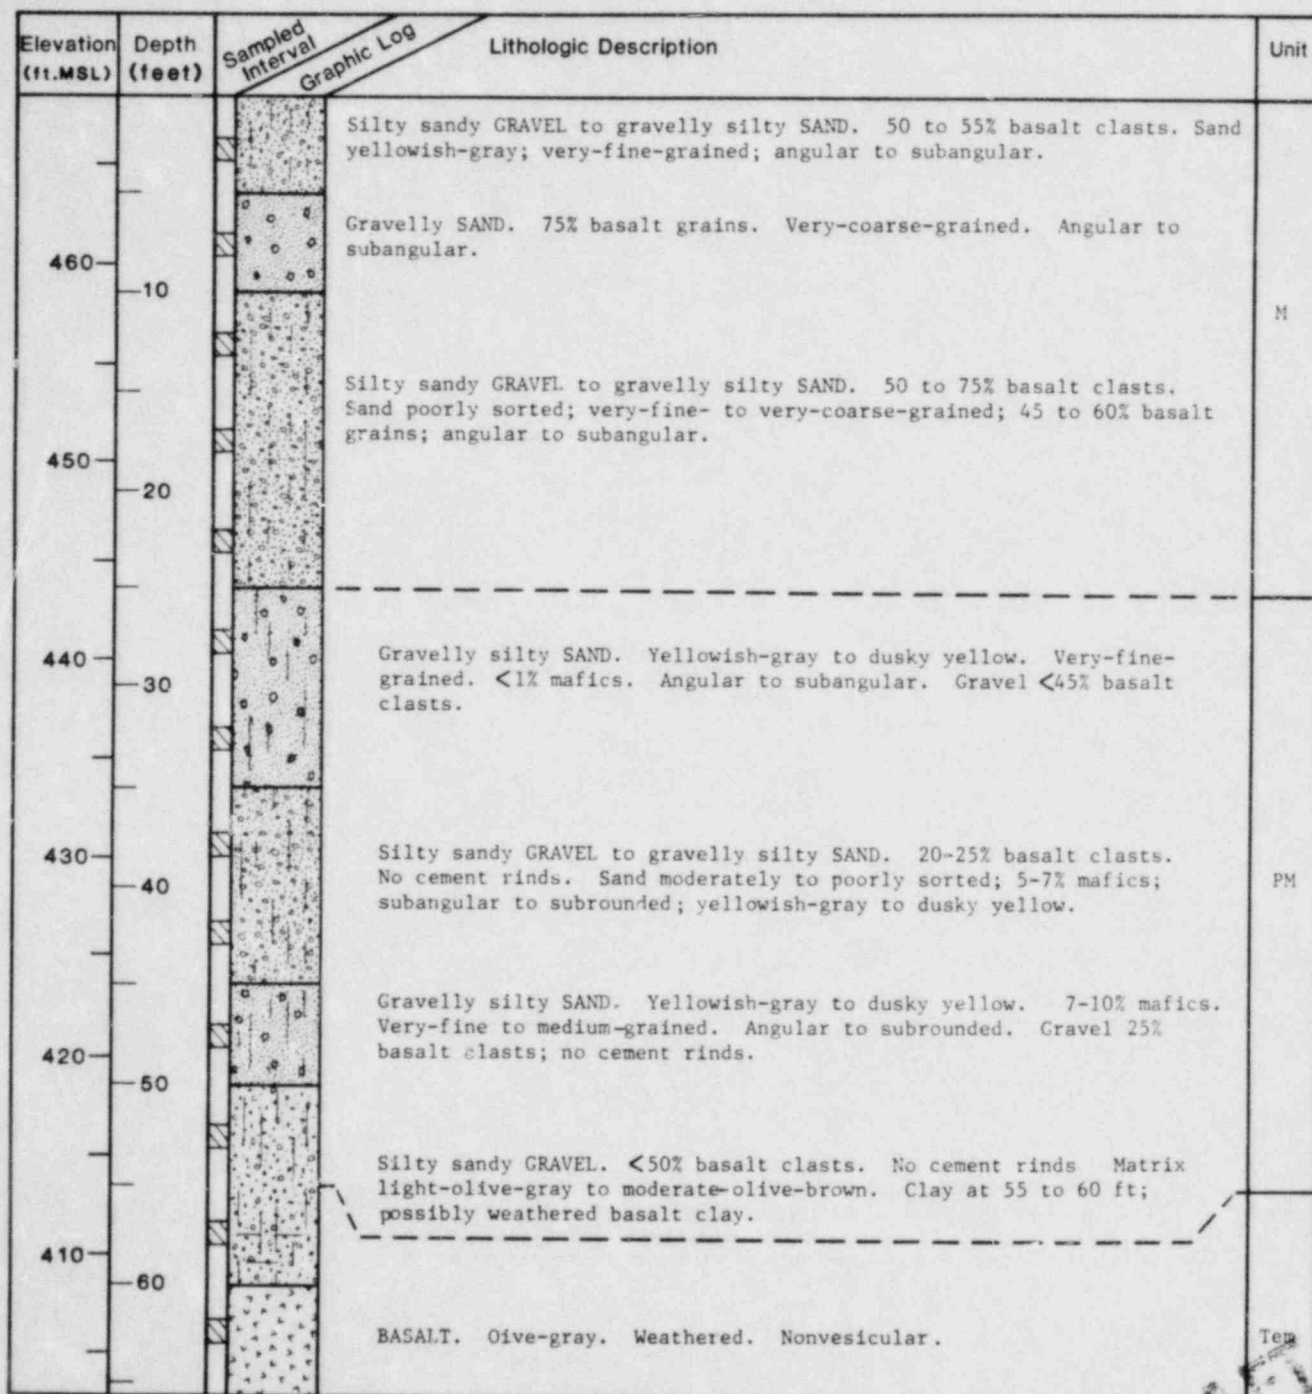 Elevation
(ft.MSL)
Depth
(feet)
Sampled
Interval
Graphic Log
Lithologic Description
Unit
Silty sandy GRAVEL to gravelly silty SAND. 50 to 55% basalt clasts. Sand
yellowish-gray; very-fine-grained; angular to subangular.
Gravelly SAND. 75% basalt grains. Very-coarse-grained. Angular to
subangular.
460
10
M
Silty sandy GRAVEL to gravelly silty SAND. 50 to 75% basalt clasts.
Sand poorly sorted; very-fine- to very-coarse-grained; 45 to 60% basalt
grains; angular to subangular.
450
20
Gravelly silty SAND. Yellowish-gray to dusky yellow. Very-fine-
grained. <1% mafics. Angular to subangular. Gravel <45% basalt
clasts.
440
30
Silty sandy GRAVEL to gravelly silty SAND. 20-25% basalt clasts.
No cement rinds. Sand moderately to poorly sorted; 5-7% mafics;
subangular to subrounded; yellowish-gray to dusky yellow.
430
40
PM
Gravelly silty SAND. Yellowish-gray to dusky yellow. 7-10% mafics.
Very-fine to medium-grained. Angular to subrounded. Gravel 25%
basalt clasts; no cement rinds.
420
50
Silty sandy GRAVEL. <50% basalt clasts. No cement rinds Matrix
light-olive-gray to moderate-olive-brown. Clay at 55 to 60 ft;
possibly weathered basalt clay.
410
60
BASALT. Oive-gray. Weathered. Nonvesicular.
Tem